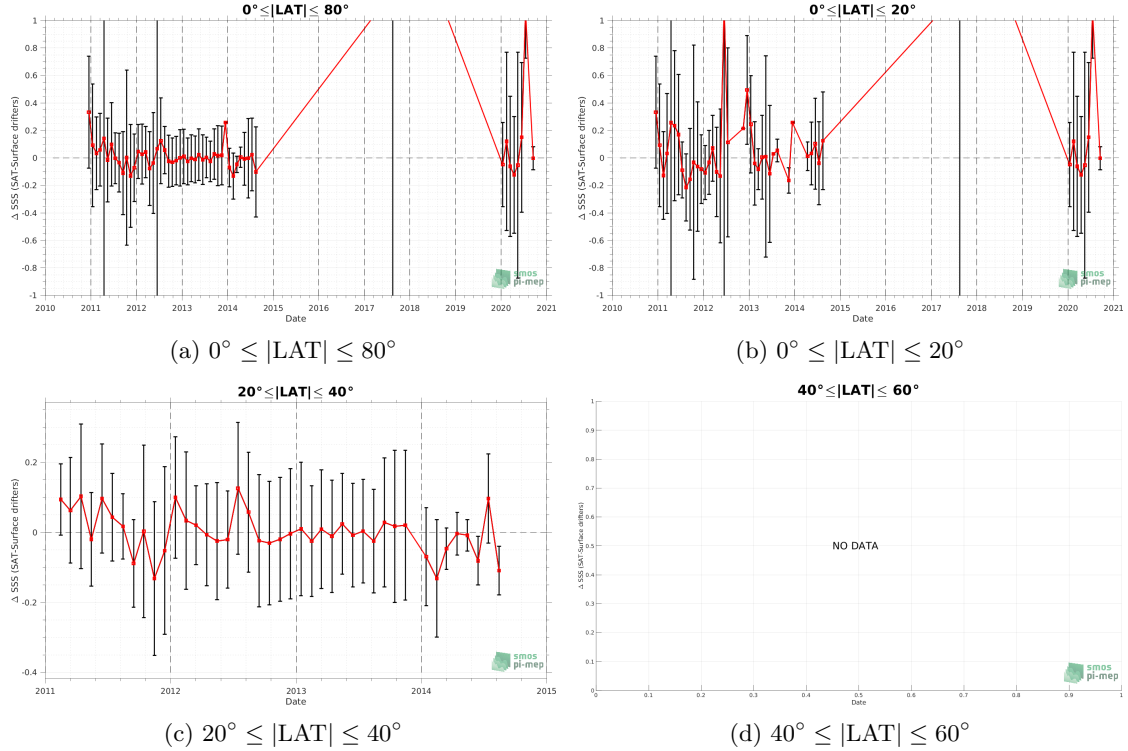 0°≤|LAT|≤ 80°
Δ SSS (SAT-Surface drifters)
1
0.8
0.6
0.4
0.2
0
-0.2
-0.4
-0.6
-0.8
-1
2010 2011 2012 2013 2014 2015 2016 2017 2018 2019 2020 2021
Date
smos
pi-mep
(a) 0° ≤ |LAT| ≤ 80°
0°≤|LAT|≤ 20°
Δ SSS (SAT-Surface drifters)
1
0.8
0.6
0.4
0.2
0
-0.2
-0.4
-0.6
-0.8
-1
2010 2011 2012 2013 2014 2015 2016 2017 2018 2019 2020 2021
Date
smos
pi-mep
(b) 0° ≤ |LAT| ≤ 20°
20°≤|LAT|≤ 40°
Δ SSS (SAT-Surface drifters)
0.2
0
-0.2
-0.4
2011 2012 2013 2014 2015
Date
smos
pi-mep
(c) 20° ≤ |LAT| ≤ 40°
40°≤|LAT|≤ 60°
Δ SSS (SAT-Surface drifters)
1
0.9
0.8
0.7
0.6
0.5
0.4
0.3
0.2
0.1
0
NO DATA
0 0.1 0.2 0.3 0.4 0.5 0.6 0.7 0.8 0.9 1
Date
smos
pi-mep
(d) 40° ≤ |LAT| ≤ 60°